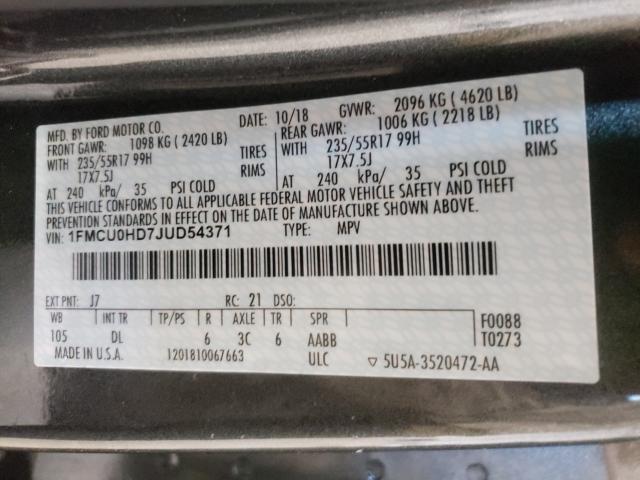 MFD. BY FORD MOTOR CO. DATE: 10/18 GVWR: 2096 KG ( 4620 LB)
FRONT GAWR: 1098 KG ( 2420 LB) REAR GAWR: 1006 KG ( 2218 LB)
WITH 235/55R17 99H TIRES WITH 235/55R17 99H TIRES
17X7.5J RIMS 17X7.5J RIMS
AT 240 kPa/ 35 PSI COLD AT 240 kPa/ 35 PSI COLD
THIS VEHICLE CONFORMS TO ALL APPLICABLE FEDERAL MOTOR VEHICLE SAFETY AND THEFT
PREVENTION STANDARDS IN EFFECT ON THE DATE OF MANUFACTURE SHOWN ABOVE.
VIN: 1FMCU0HD7JUD54371 TYPE: MPV
EXT PNT: J7 RC: 21 DSO:
WB INT TR TP/PS R AXLE TR SPR F0088
105 DL 6 3C 6 AABB T0273
MADE IN U.S.A. 1201810067663 ULC ▽ 5U5A-3520472-AA